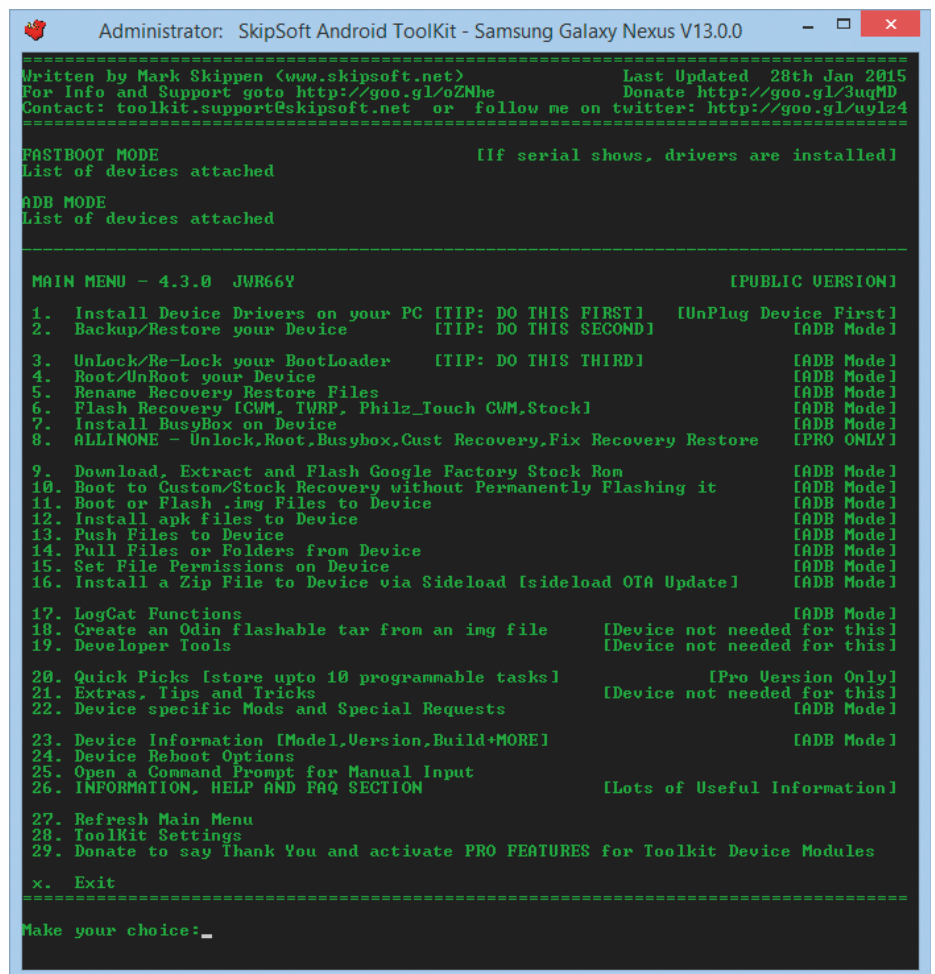 Administrator: SkipSoft Android ToolKit - Samsung Galaxy Nexus V13.0.0
================================================================================
Written by Mark Skippen (www.skipsoft.net) Last Updated 28th Jan 2015
For Info and Support goto http://goo.gl/oZNhe Donate http://goo.gl/3uqMD
Contact: toolkit.support@skipsoft.net or follow me on twitter: http://goo.gl/uylz4
================================================================================
FASTBOOT MODE [If serial shows, drivers are installed]
List of devices attached
ADB MODE
List of devices attached
--------------------------------------------------------------------------------
MAIN MENU - 4.3.0 JWR66Y [PUBLIC VERSION]
1. Install Device Drivers on your PC [TIP: DO THIS FIRST] [UnPlug Device First]
2. Backup/Restore your Device [TIP: DO THIS SECOND] [ADB Mode]
3. UnLock/Re-Lock your BootLoader [TIP: DO THIS THIRD] [ADB Mode]
4. Root/UnRoot your Device [ADB Mode]
5. Rename Recovery Restore Files [ADB Mode]
6. Flash Recovery [CWM, TWRP, Philz_Touch CWM,Stock] [ADB Mode]
7. Install BusyBox on Device [ADB Mode]
8. ALLINONE - Unlock,Root,Busybox,Cust Recovery,Fix Recovery Restore [PRO ONLY]
9. Download, Extract and Flash Google Factory Stock Rom [ADB Mode]
10. Boot to Custom/Stock Recovery without Permanently Flashing it [ADB Mode]
11. Boot or Flash .img Files to Device [ADB Mode]
12. Install apk files to Device [ADB Mode]
13. Push Files to Device [ADB Mode]
14. Pull Files or Folders from Device [ADB Mode]
15. Set File Permissions on Device [ADB Mode]
16. Install a Zip File to Device via Sideload [sideload OTA Update] [ADB Mode]
17. LogCat Functions [ADB Mode]
18. Create an Odin flashable tar from an img file [Device not needed for this]
19. Developer Tools [Device not needed for this]
20. Quick Picks [store upto 10 programmable tasks] [Pro Version Only]
21. Extras, Tips and Tricks [Device not needed for this]
22. Device specific Mods and Special Requests [ADB Mode]
23. Device Information [Model,Version,Build+MORE] [ADB Mode]
24. Device Reboot Options
25. Open a Command Prompt for Manual Input
26. INFORMATION, HELP AND FAQ SECTION [Lots of Useful Information]
27. Refresh Main Menu
28. ToolKit Settings
29. Donate to say Thank You and activate PRO FEATURES for Toolkit Device Modules
x. Exit
================================================================================
Make your choice:_